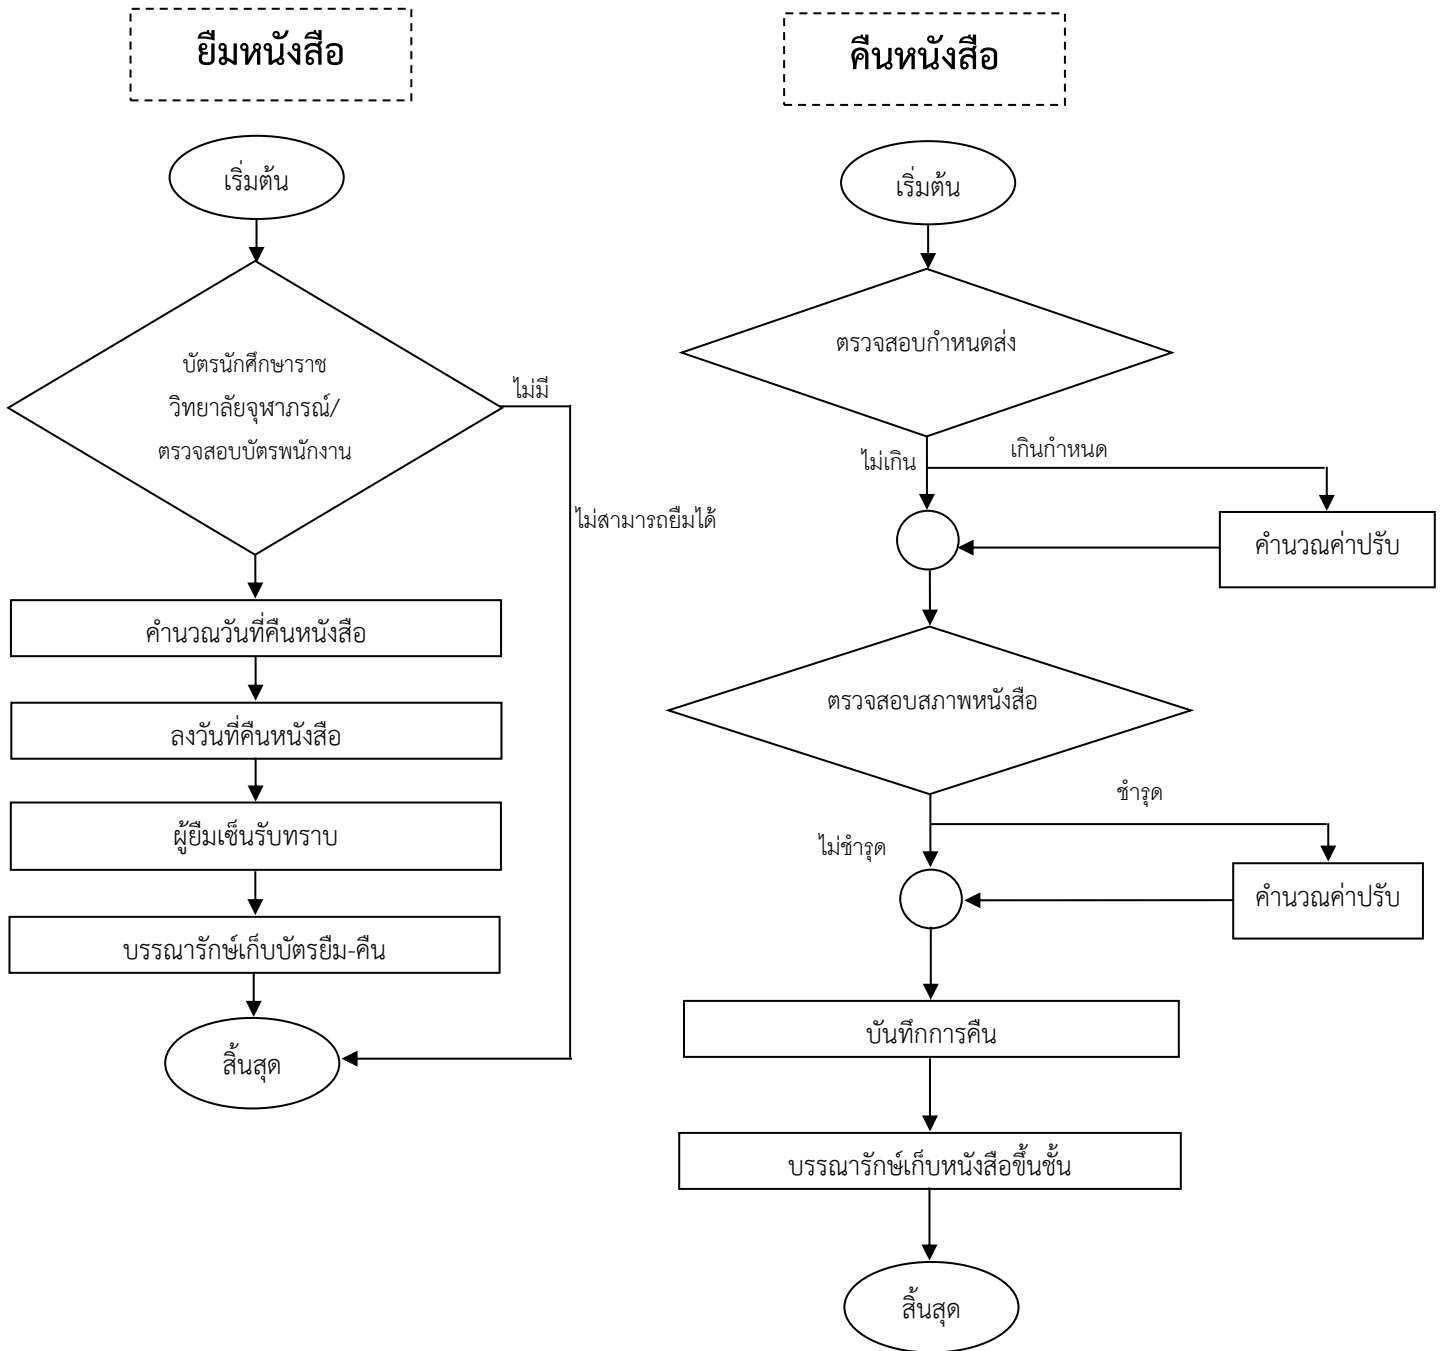 ยืมหนังสือ
เริ่มต้น
บัตรนักศึกษาราช
วิทยาลัยจุฬาภรณ์/
ตรวจสอบบัตรพนักงาน
ไม่มี
ไม่สามารถยืมได้
คำนวณวันที่คืนหนังสือ
ลงวันที่คืนหนังสือ
ผู้ยืมเซ็นรับทราบ
บรรณารักษ์เก็บบัตรยืม-คืน
สิ้นสุด
คืนหนังสือ
เริ่มต้น
ตรวจสอบกำหนดส่ง
ไม่เกิน
เกินกำหนด
คำนวณค่าปรับ
ตรวจสอบสภาพหนังสือ
ชำรุด
ไม่ชำรุด
คำนวณค่าปรับ
บันทึกการคืน
บรรณารักษ์เก็บหนังสือขึ้นชั้น
สิ้นสุด